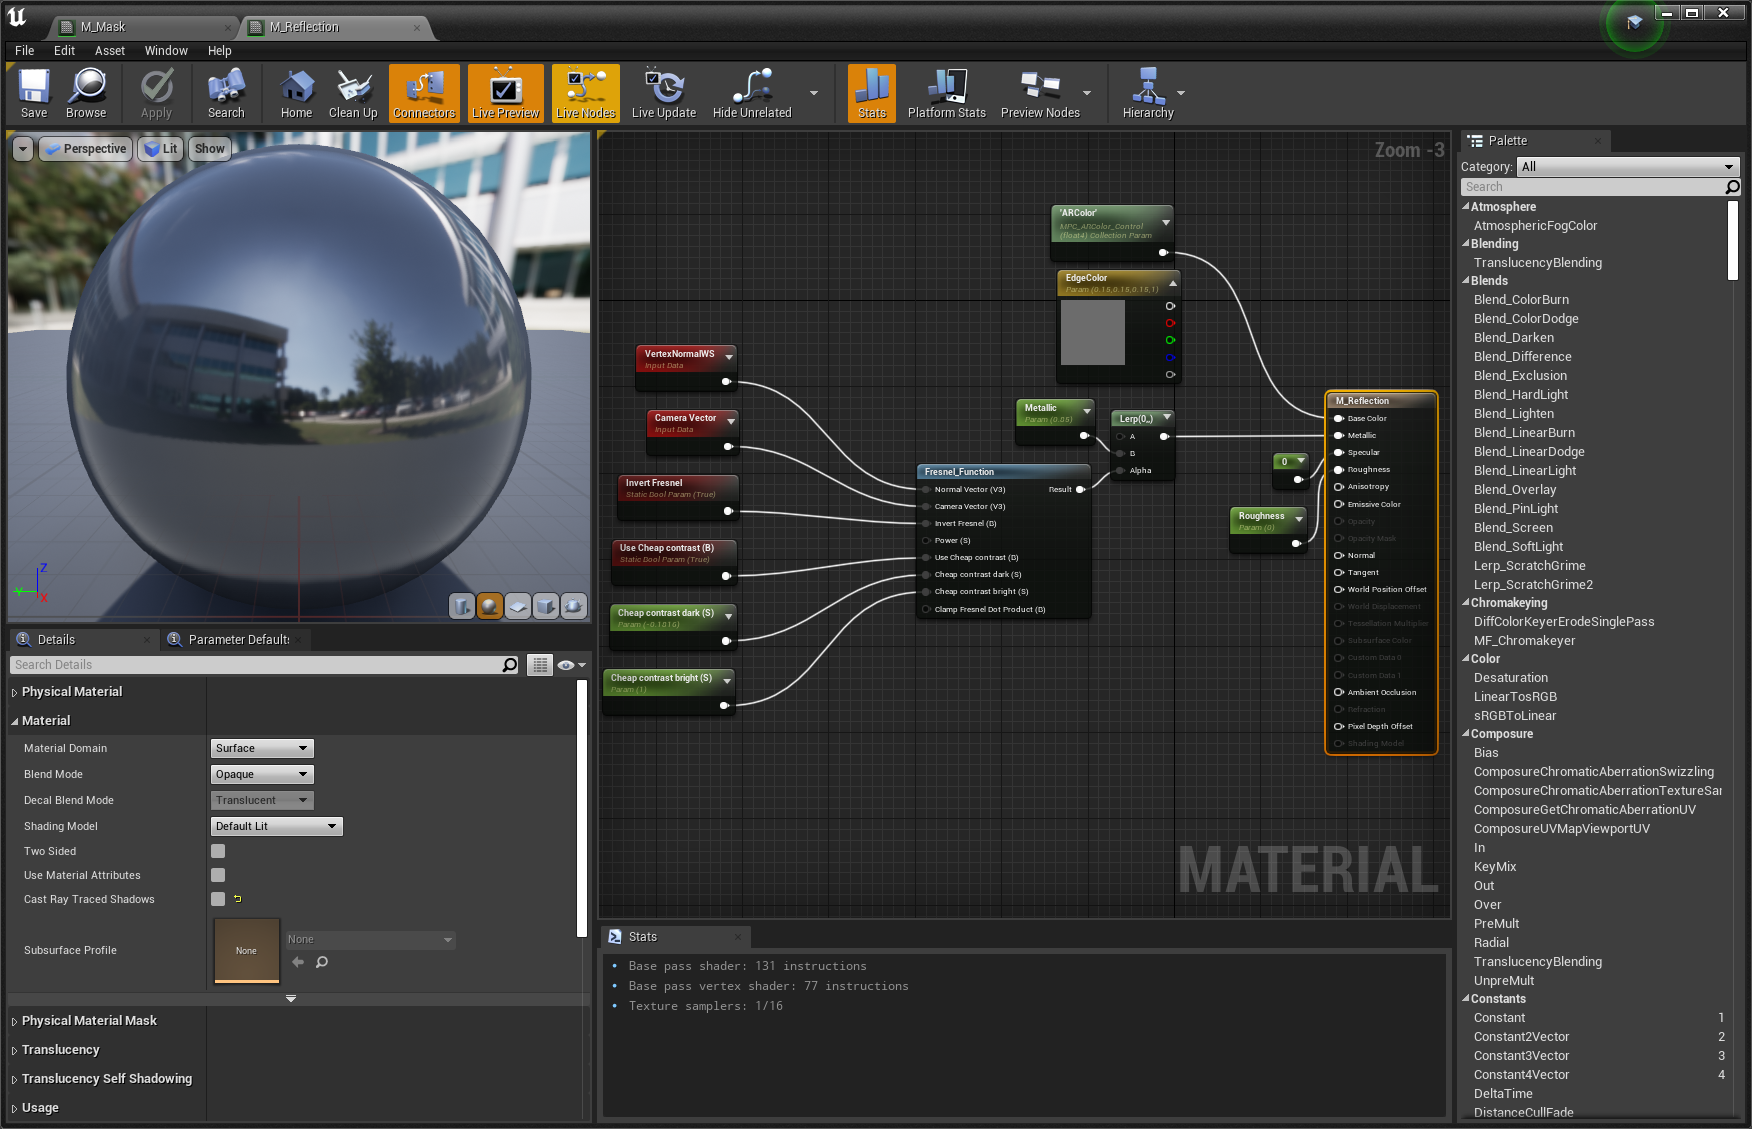 M_Mask
M_Reflection
File Edit Asset Window Help
Save Browse Apply Search Home Clean Up Connectors Live Preview Live Nodes Live Update Hide Unrelated Stats Platform Stats Preview Nodes Hierarchy
Perspective Lit Show
Z
Y
X
Details
Parameter Defaults
Search Details
Physical Material
Material
Material Domain Surface
Blend Mode Opaque
Decal Blend Mode Translucent
Shading Model Default Lit
Two Sided
Use Material Attributes
Cast Ray Traced Shadows
Subsurface Profile None None
Physical Material Mask
Translucency
Translucency Self Shadowing
Usage
Zoom -3
'ARColor'
MPC_ARColor_Control
(float4) Collection Param
EdgeColor
Param (0.15,0.15,0.15,1)
VertexNormalWS
Input Data
Camera Vector
Input Data
Invert Fresnel
Static Bool Param (True)
Use Cheap contrast (B)
Static Bool Param (True)
Cheap contrast dark (S)
Param (-0.1816)
Cheap contrast bright (S)
Param (1)
Fresnel_Function
Normal Vector (V3) Result
Camera Vector (V3)
Invert Fresnel (B)
Power (S)
Use Cheap contrast (B)
Cheap contrast dark (S)
Cheap contrast bright (S)
Clamp Fresnel Dot Product (B)
Metallic
Param (0.85)
Lerp(0,,)
A
B
Alpha
0
Roughness
Param (0)
M_Reflection
Base Color
Metallic
Specular
Roughness
Anisotropy
Emissive Color
Opacity
Opacity Mask
Normal
Tangent
World Position Offset
World Displacement
Tessellation Multiplier
Subsurface Color
Custom Data 0
Custom Data 1
Ambient Occlusion
Refraction
Pixel Depth Offset
Shading Model
MATERIAL
Stats
Base pass shader: 131 instructions
Base pass vertex shader: 77 instructions
Texture samplers: 1/16
Palette
Category: All
Search
Atmosphere
AtmosphericFogColor
Blending
TranslucencyBlending
Blends
Blend_ColorBurn
Blend_ColorDodge
Blend_Darken
Blend_Difference
Blend_Exclusion
Blend_HardLight
Blend_Lighten
Blend_LinearBurn
Blend_LinearDodge
Blend_LinearLight
Blend_Overlay
Blend_PinLight
Blend_Screen
Blend_SoftLight
Lerp_ScratchGrime
Lerp_ScratchGrime2
Chromakeying
DiffColorKeyerErodeSinglePass
MF_Chromakeyer
Color
Desaturation
LinearTosRGB
sRGBToLinear
Composure
Bias
ComposureChromaticAberrationSwizzling
ComposureChromaticAberrationTextureSar
ComposureGetChromaticAberrationUV
ComposureUVMapViewportUV
In
KeyMix
Out
Over
PreMult
Radial
TranslucencyBlending
UnpreMult
Constants
Constant 1
Constant2Vector 2
Constant3Vector 3
Constant4Vector 4
DeltaTime
DistanceCullFade